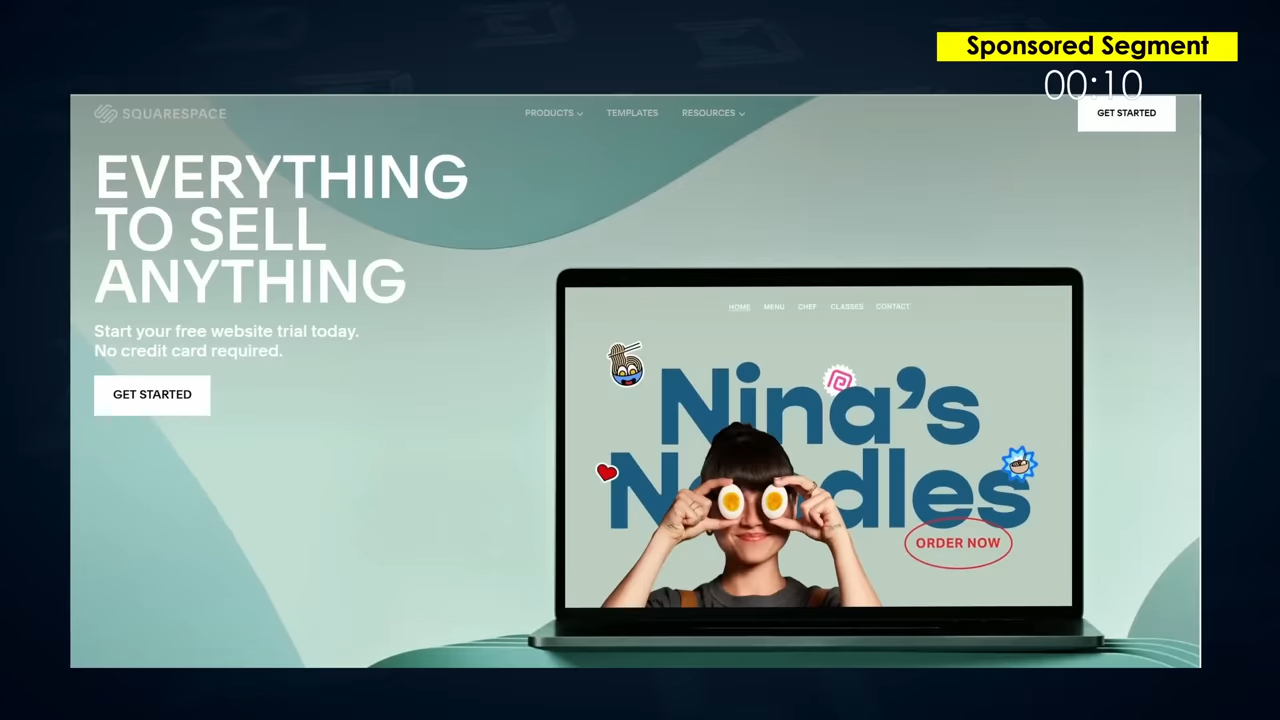 Sponsored Segment
00:10
SQUARESPACE
PRODUCTS
TEMPLATES
RESOURCES
GET STARTED
EVERYTHING
TO SELL
ANYTHING
Start your free website trial today.
No credit card required.
GET STARTED
HOME
MENU
CHEF
CLASSES
CONTACT
Nina's
Noodles
ORDER NOW